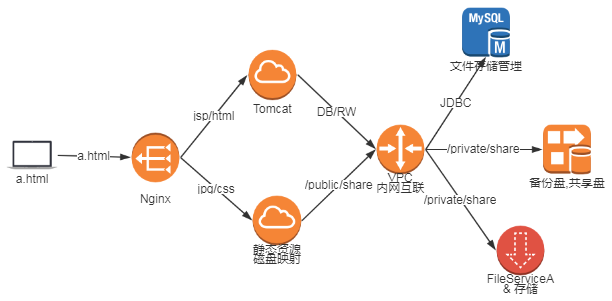 MySQL
M
文件存储管理
jsp/html
Tomcat
DB/RW
JDBC
a.html
a.html
Nginx
VPC
内网互联
/private/share
备份盘,共享盘
jpg/css
/public/share
/private/share
静态资源
磁盘映射
FileServiceA
& 存储